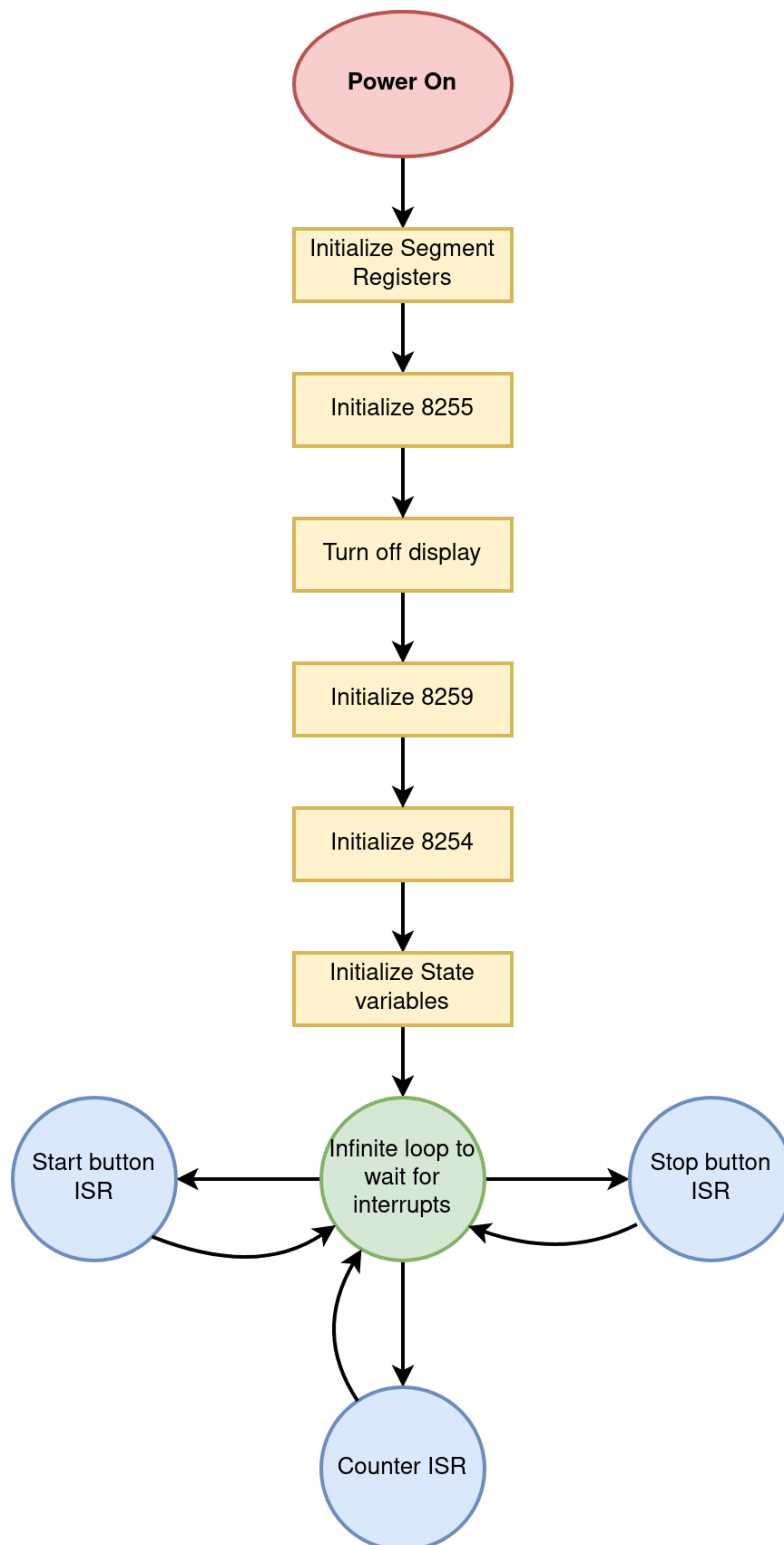 Power On
Initialize Segment
Registers
Initialize 8255
Turn off display
Initialize 8259
Initialize 8254
Initialize State
variables
Start button
ISR
Infinite loop to
wait for
interrupts
Stop button
ISR
Counter ISR